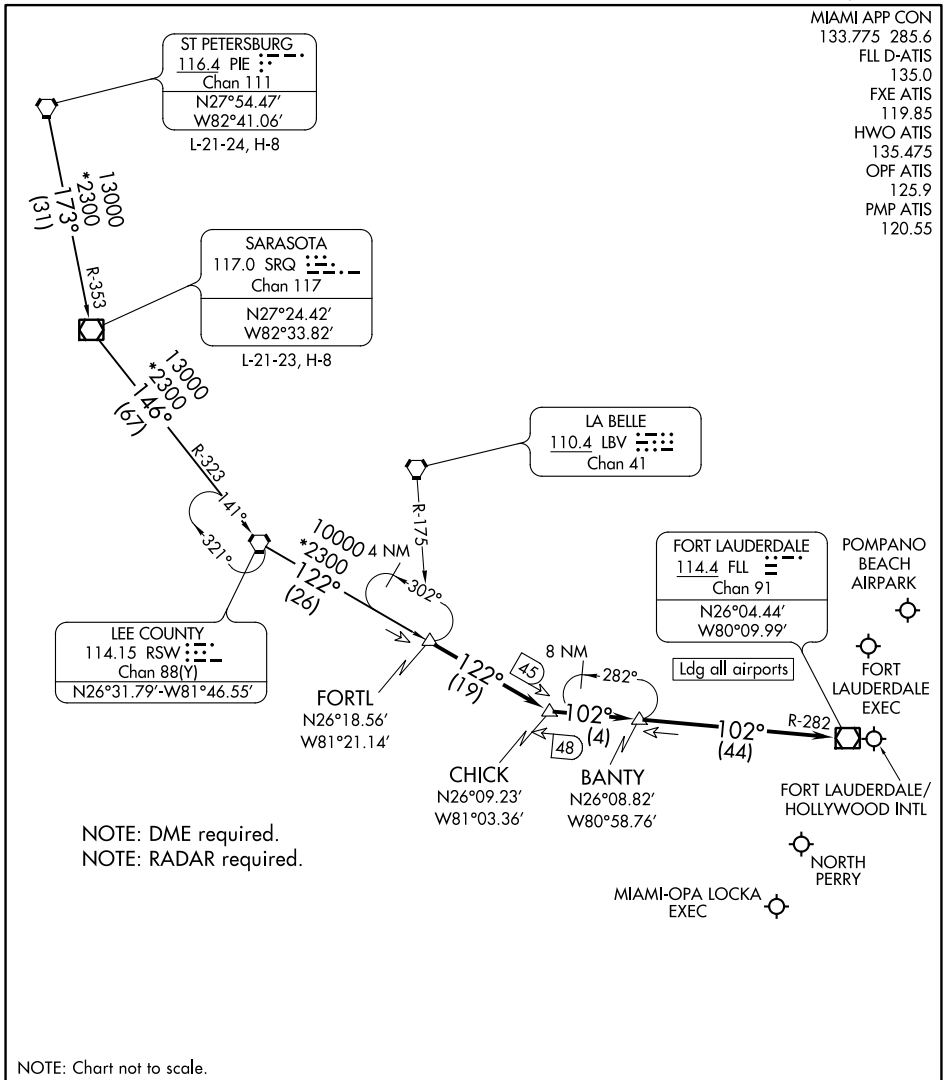 MIAMI APP CON
133.775 285.6
FLL D-ATIS
135.0
FXE ATIS
119.85
HWO ATIS
135.475
OPF ATIS
125.9
PMP ATIS
120.55
ST PETERSBURG
116.4 PIE
Chan 111
N27°54.47'
W82°41.06'
L-21-24, H-8
13000
*2300
173°
(31)
R-353
SARASOTA
117.0 SRQ
Chan 117
N27°24.42'
W82°33.82'
L-21-23, H-8
13000
*2300
146°
(67)
R-323
141°
321°
LA BELLE
110.4 LBV
Chan 41
R-175
10000
*2300
122°
(26)
4 NM
302°
LEE COUNTY
114.15 RSW
Chan 88(Y)
N26°31.79'-W81°46.55'
FORTL
N26°18.56'
W81°21.14'
122°
(19)
45
8 NM
282°
102°
(4)
48
CHICK
N26°09.23'
W81°03.36'
BANTY
N26°08.82'
W80°58.76'
FORT LAUDERDALE
114.4 FLL
Chan 91
N26°04.44'
W80°09.99'
Ldg all airports
R-282
102°
(44)
POMPANO
BEACH
AIRPARK
FORT
LAUDERDALE
EXEC
FORT LAUDERDALE/
HOLLYWOOD INTL
NORTH
PERRY
MIAMI-OPA LOCKA
EXEC
NOTE: DME required.
NOTE: RADAR required.
NOTE: Chart not to scale.